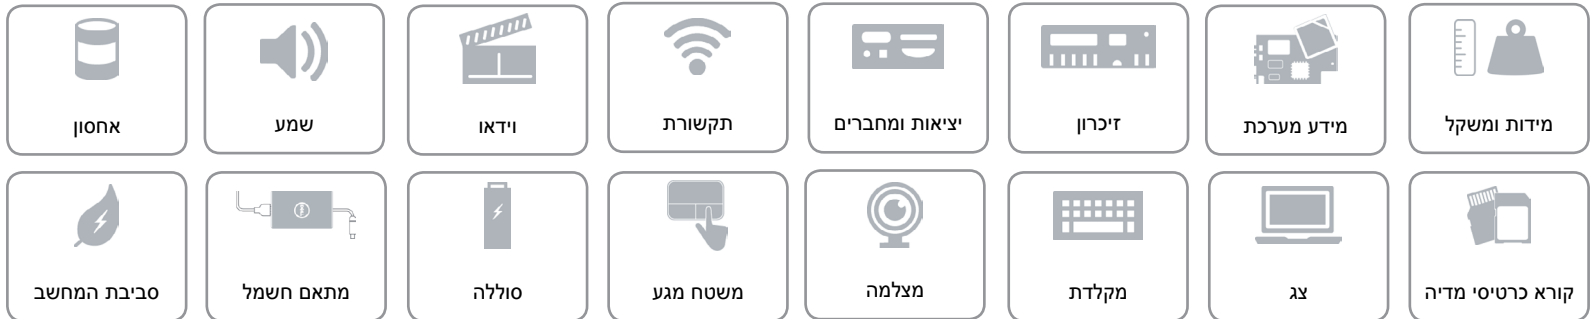 מידות ומשקל
מידע מערכת
זיכרון
יציאות ומחברים
תקשורת
וידאו
שמע
אחסון
קורא כרטיסי מדיה
צג
מקלדת
מצלמה
משטח מגע
סוללה
מתאם חשמל
סביבת המחשב